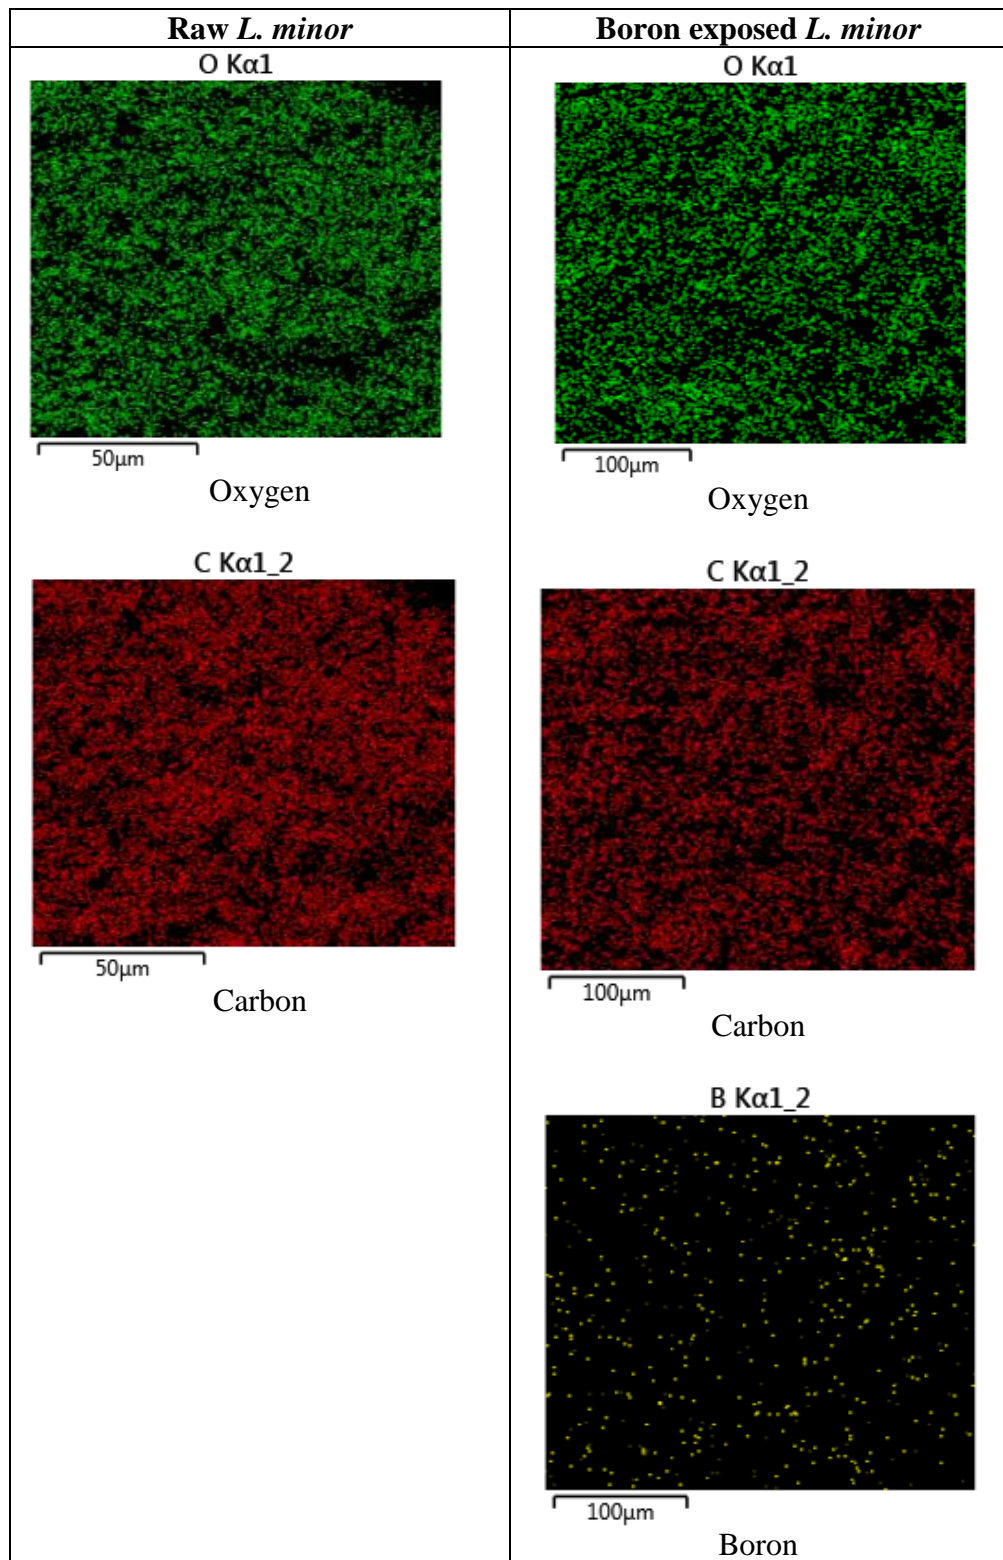 Raw L. minor
Boron exposed L. minor
O Kα1
50µm
Oxygen
C Kα1_2
50µm
Carbon
O Kα1
100µm
Oxygen
C Kα1_2
100µm
Carbon
B Kα1_2
100µm
Boron